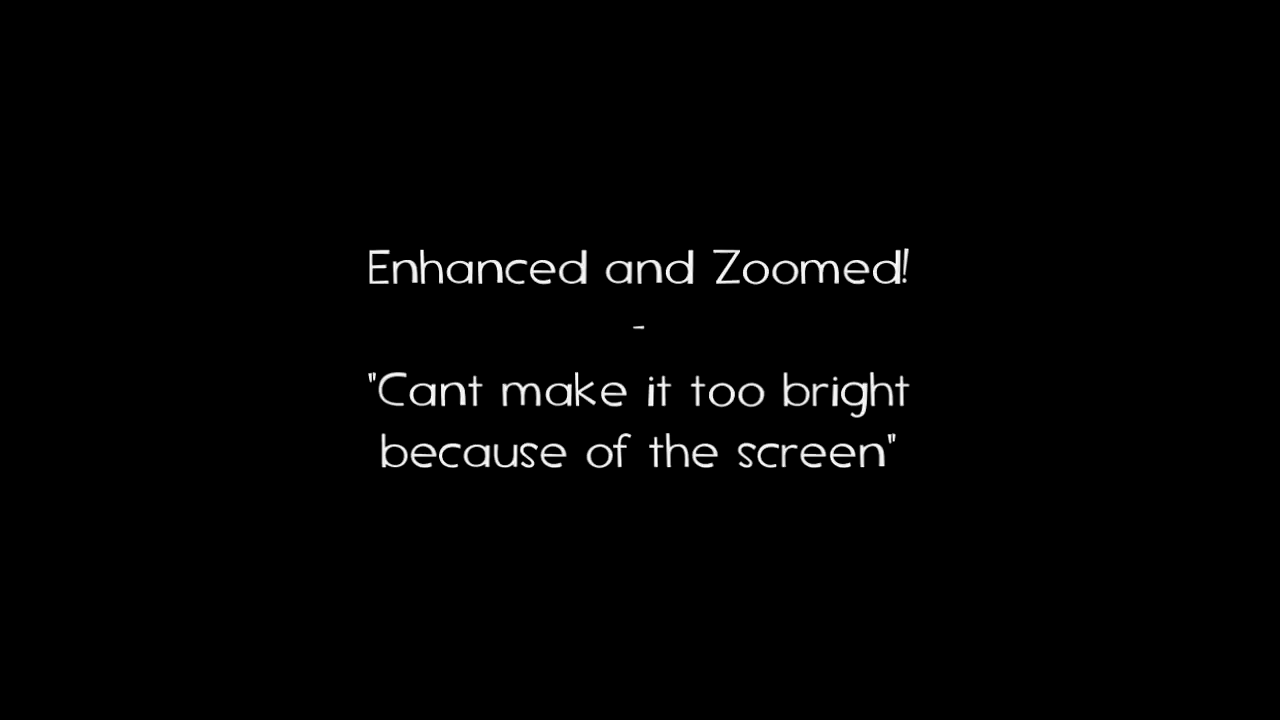 Enhanced and Zoomed!
-
"Cant make it too bright
because of the screen"